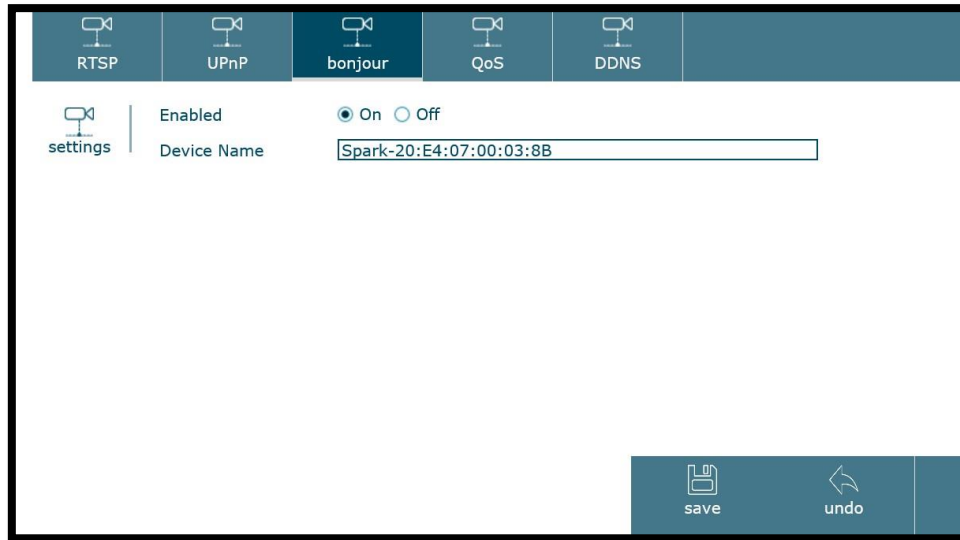 RTSP UPnP bonjour QoS DDNS
settings
Enabled On Off
Device Name Spark-20:E4:07:00:03:8B
save undo